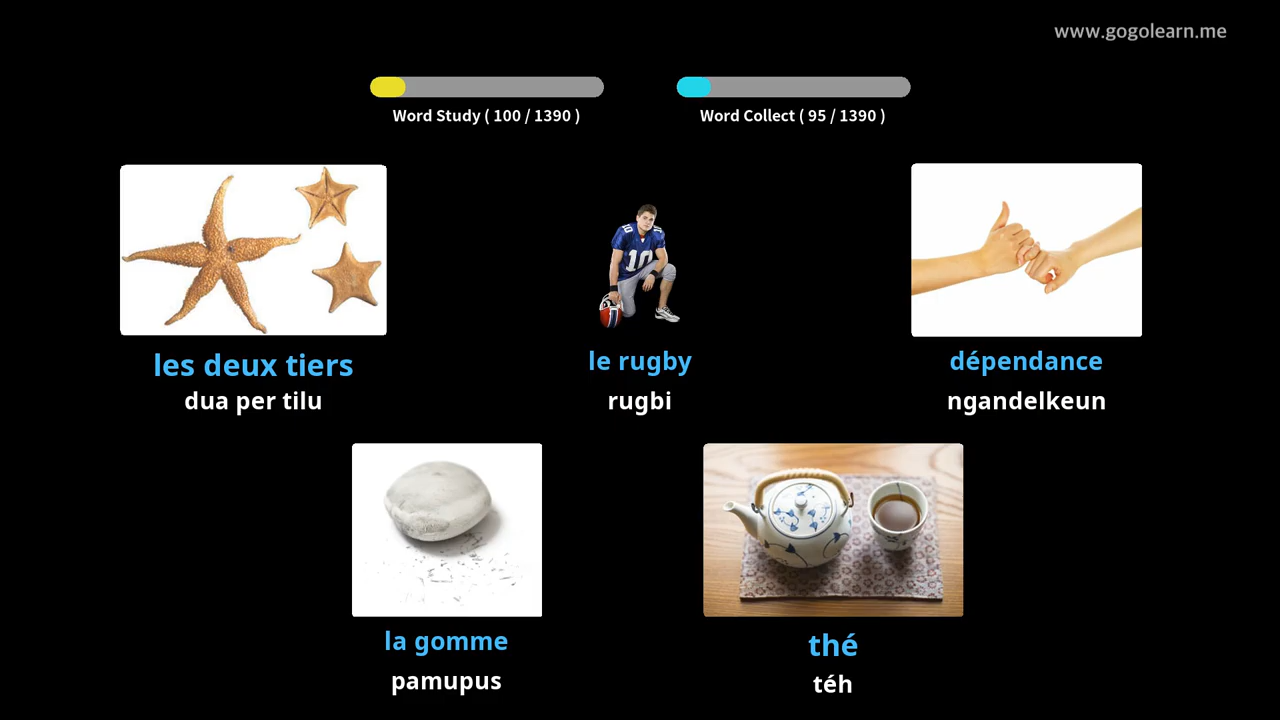 www.gogolearn.me
Word Study ( 100 / 1390 )
Word Collect ( 95 / 1390 )
les deux tiers
dua per tilu
10
le rugby
rugbi
dépendance
ngandelkeun
la gomme
pamupus
thé
téh